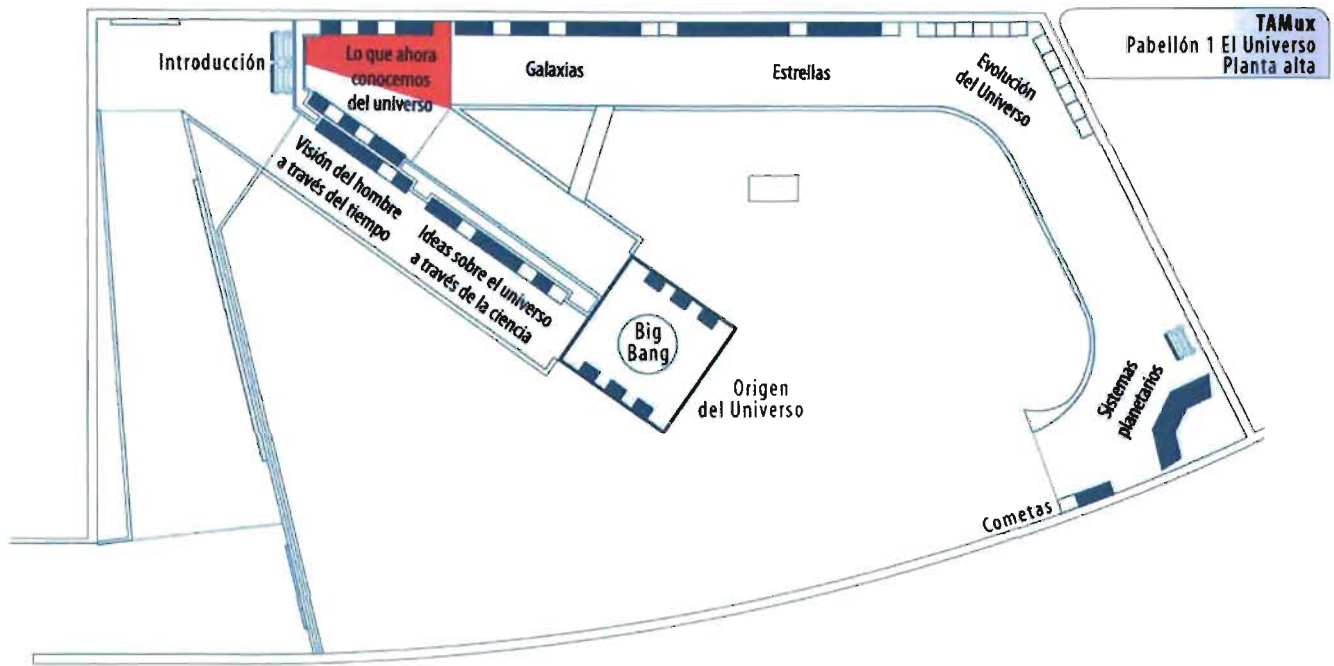 TAMux
Pabellón 1 El Universo
Planta alta
Introducción
Lo que ahora
conocemos
del universo
Galaxias
Estrellas
Evolución
del Universo
Visión del hombre
a través del tiempo
Ideas sobre el universo
a través de la ciencia
Big
Bang
Origen
del Universo
Sistemas
planetarios
Cometas